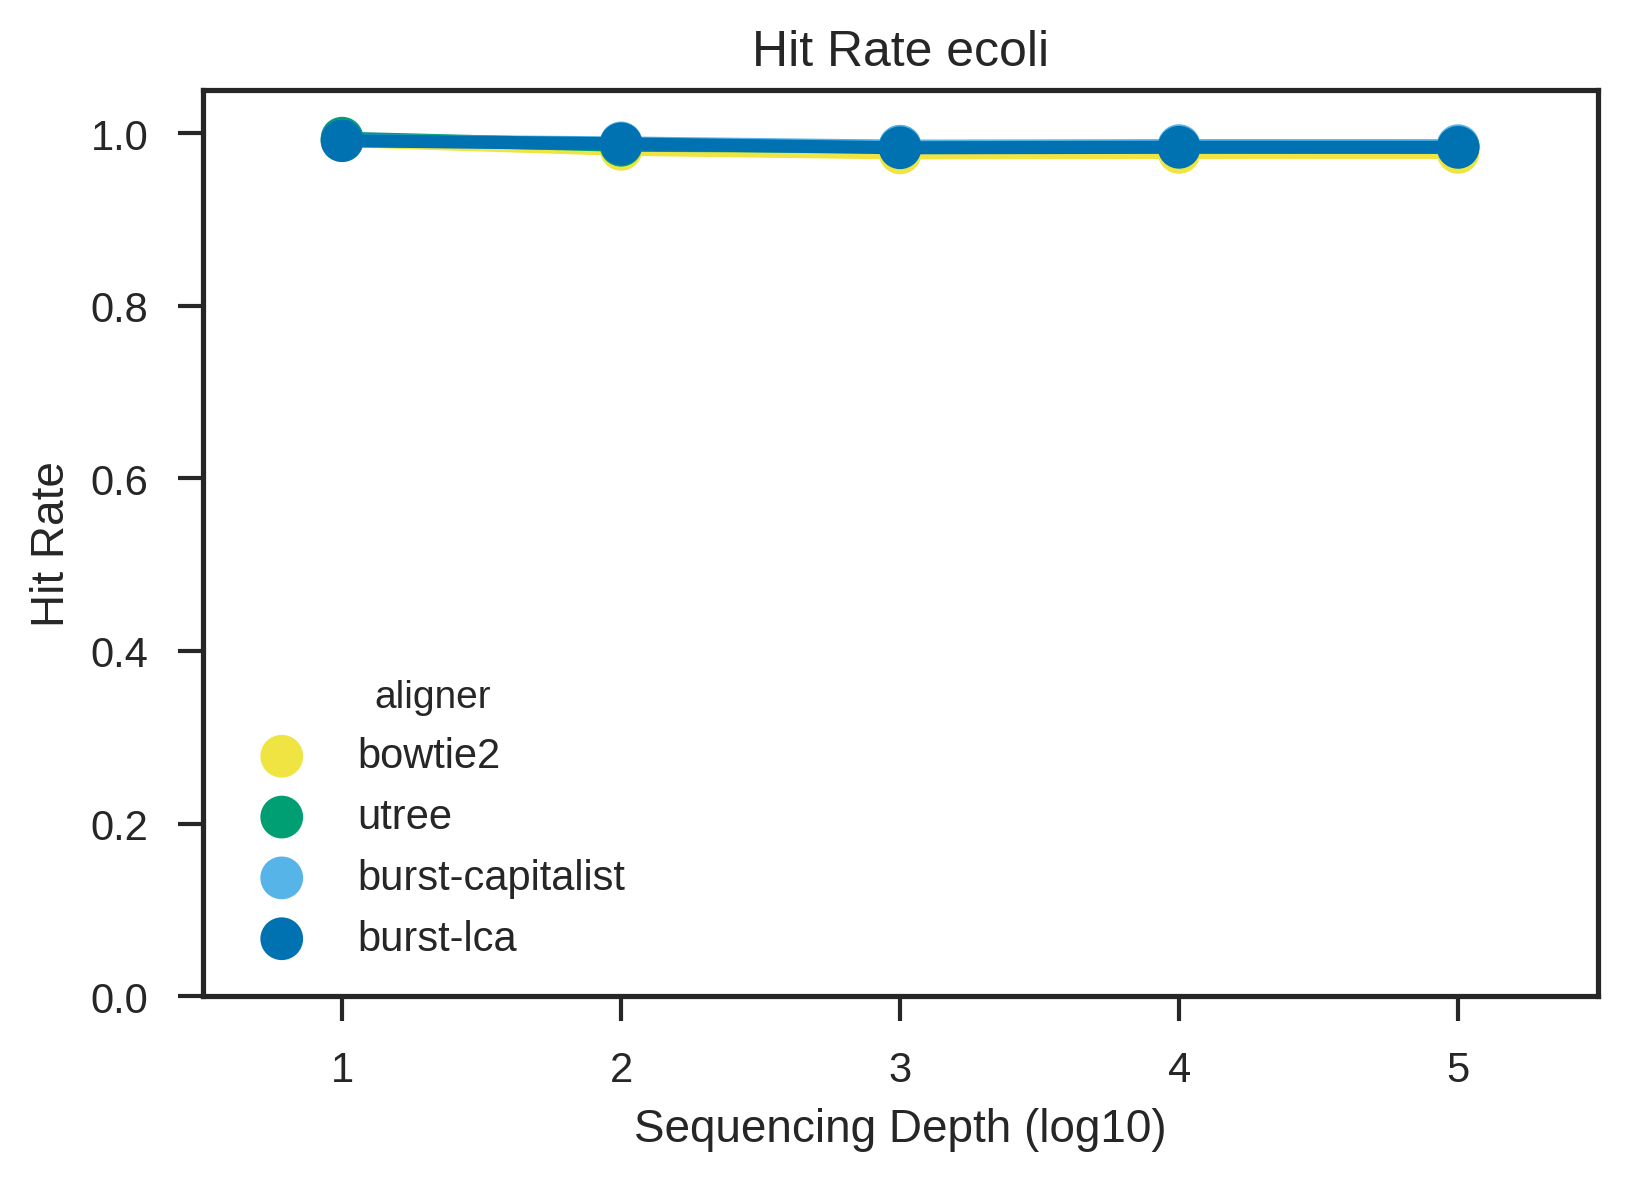 Hit Rate ecoli
Hit Rate
1.0
0.8
0.6
0.4
0.2
0.0
aligner
bowtie2
utree
burst-capitalist
burst-lca
1 2 3 4 5
Sequencing Depth (log10)